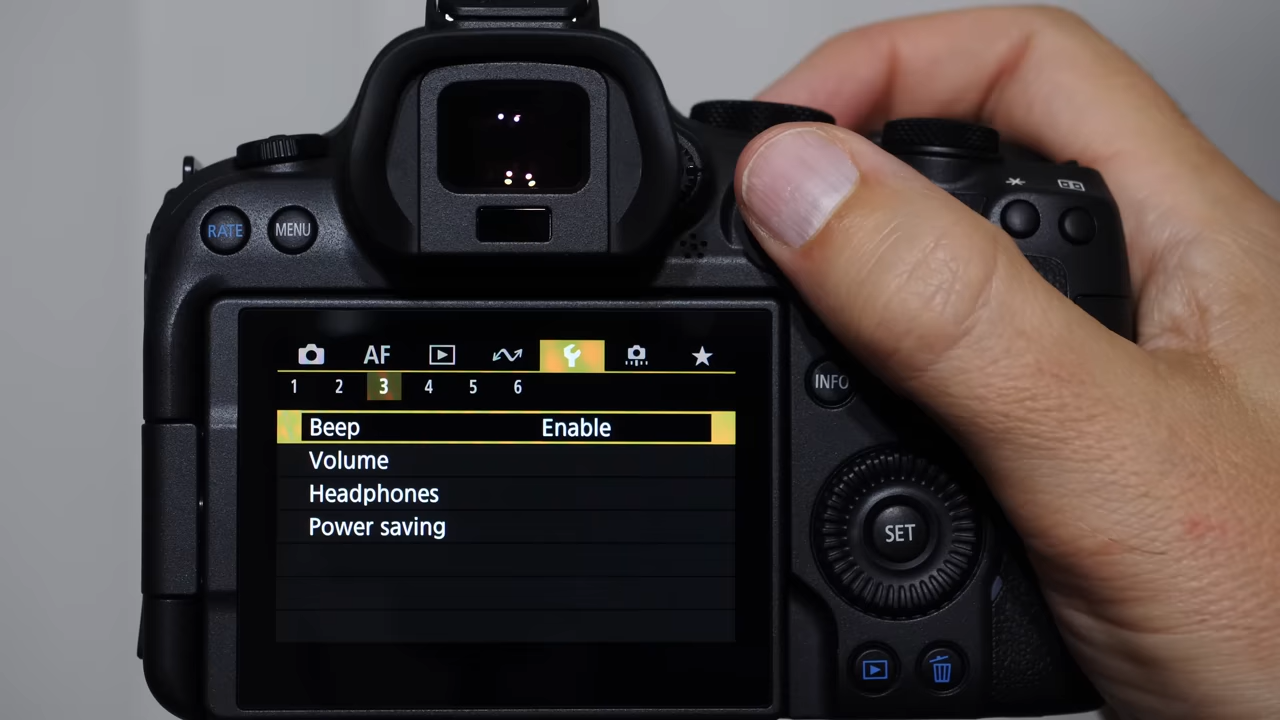 RATE
MENU
AF
1 2 3 4 5 6
Beep Enable
Volume
Headphones
Power saving
INFO
SET